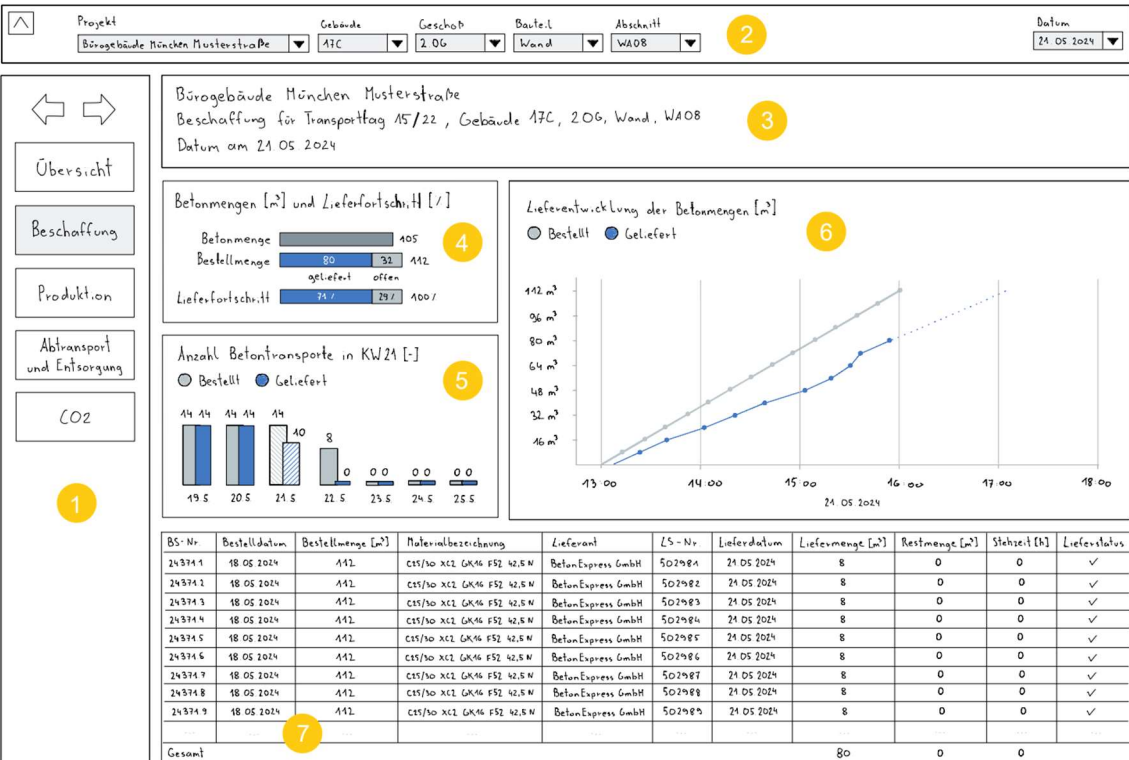 Projekt Gebäude Geschoß Bauteil Abschnitt Datum
Bürogebäude München Musterstraße 17C 2.OG Wand WA08 2 21 05 2024
Bürogebäude München Musterstraße
Beschaffung für Transporttag 15/22, Gebäude 17C, 2OG, Wand, WA08 3
Datum am 21 05 2024
Übersicht
Beschaffung
Produktion
Abtransport
und Entsorgung
CO2
1
Betonmengen [m³] und Lieferfortschritt [/]
Betonmenge 105 4
Bestellmenge 80 32 112
geliefert offen
Lieferfortschritt 71 / 29 / 100 /
Anzahl Betontransporte in KW21 [-]
Bestellt Geliefert 5
14 14 14 14 14 10 8 0 0 0 0 0 0 0
19 5 20 5 21 5 22 5 23 5 24 5 25 5
Lieferentwicklung der Betonmengen [m³]
Bestellt Geliefert 6
112 m³
96 m³
80 m³
64 m³
48 m³
32 m³
16 m³
13:00 14:00 15:00 16:00 17:00 18:00
21 05 2024
BS-Nr. Bestelldatum Bestellmenge [m³] Materialbezeichnung Lieferant LS-Nr. Lieferdatum Liefermenge [m³] Restmenge [m³] Stehzeit [h] Lieferstatus
24371 1 18 05 2024 112 C25/30 XC2 GK16 F52 42,5 N BetonExpress GmbH 502981 21 05 2024 8 0 0 ✓
24371 2 18 05 2024 112 C25/30 XC2 GK16 F52 42,5 N BetonExpress GmbH 502982 21 05 2024 8 0 0 ✓
24371 3 18 05 2024 112 C25/30 XC2 GK16 F52 42,5 N BetonExpress GmbH 502983 21 05 2024 8 0 0 ✓
24371 4 18 05 2024 112 C25/30 XC2 GK16 F52 42,5 N BetonExpress GmbH 502984 21 05 2024 8 0 0 ✓
24371 5 18 05 2024 112 C25/30 XC2 GK16 F52 42,5 N BetonExpress GmbH 502985 21 05 2024 8 0 0 ✓
24371 6 18 05 2024 112 C25/30 XC2 GK16 F52 42,5 N BetonExpress GmbH 502986 21 05 2024 8 0 0 ✓
24371 7 18 05 2024 112 C25/30 XC2 GK16 F52 42,5 N BetonExpress GmbH 502987 21 05 2024 8 0 0 ✓
24371 8 18 05 2024 112 C25/30 XC2 GK16 F52 42,5 N BetonExpress GmbH 502988 21 05 2024 8 0 0 ✓
24371 9 18 05 2024 112 C25/30 XC2 GK16 F52 42,5 N BetonExpress GmbH 502989 21 05 2024 8 0 0 ✓
... ... 7 ... ... ... ... ... ... ... ... ...
Gesamt 80 0 0